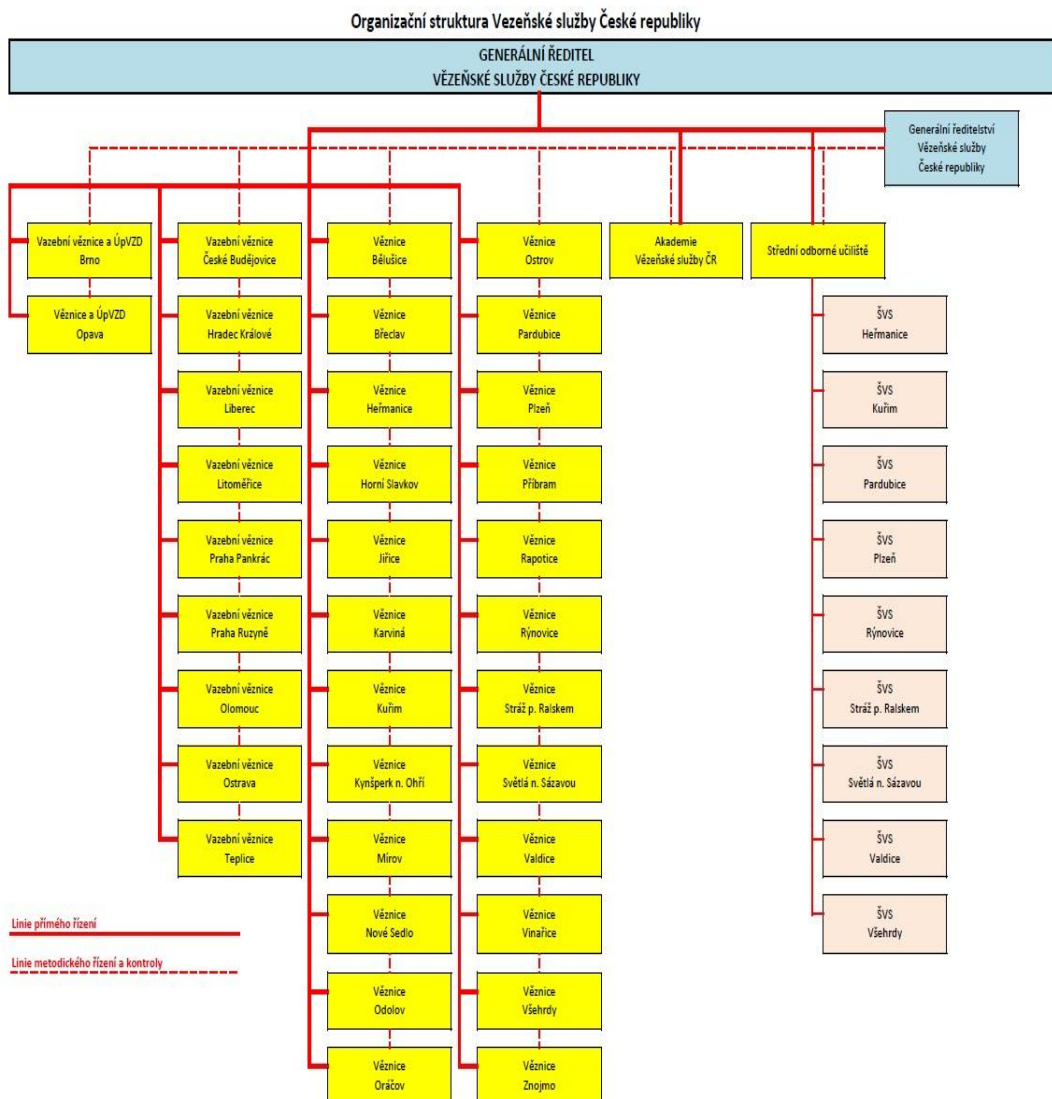 Organizační struktura Vezeňské služby České republiky
GENERÁLNÍ ŘEDITEL
VĚZEŇSKÉ SLUŽBY ČESKÉ REPUBLIKY
Generální ředitelství
Vězeňské služby
České republiky
Vazební věznice a ÚpVZD
Brno
Věznice a ÚpVZD
Opava
Vazební věznice
České Budějovice
Vazební věznice
Hradec Králové
Vazební věznice
Liberec
Vazební věznice
Litoměřice
Vazební věznice
Praha Pankrác
Vazební věznice
Praha Ruzyně
Vazební věznice
Olomouc
Vazební věznice
Ostrava
Vazební věznice
Teplice
Věznice
Bělušice
Věznice
Břeclav
Věznice
Heřmanice
Věznice
Horní Slavkov
Věznice
Jiřice
Věznice
Karviná
Věznice
Kuřim
Věznice
Kynšperk n. Ohří
Věznice
Mírov
Věznice
Nové Sedlo
Věznice
Odolov
Věznice
Oráčov
Věznice
Ostrov
Věznice
Pardubice
Věznice
Plzeň
Věznice
Příbram
Věznice
Rapotice
Věznice
Rýnovice
Věznice
Stráž p. Ralskem
Věznice
Světlá n. Sázavou
Věznice
Valdice
Věznice
Vinařice
Věznice
Všehrdy
Věznice
Znojmo
Akademie
Vězeňské služby ČR
Střední odborné učiliště
ŠVS
Heřmanice
ŠVS
Kuřim
ŠVS
Pardubice
ŠVS
Plzeň
ŠVS
Rýnovice
ŠVS
Stráž p. Ralskem
ŠVS
Světlá n. Sázavou
ŠVS
Valdice
ŠVS
Všehrdy
Linie přímého řízení
Linie metodického řízení a kontroly